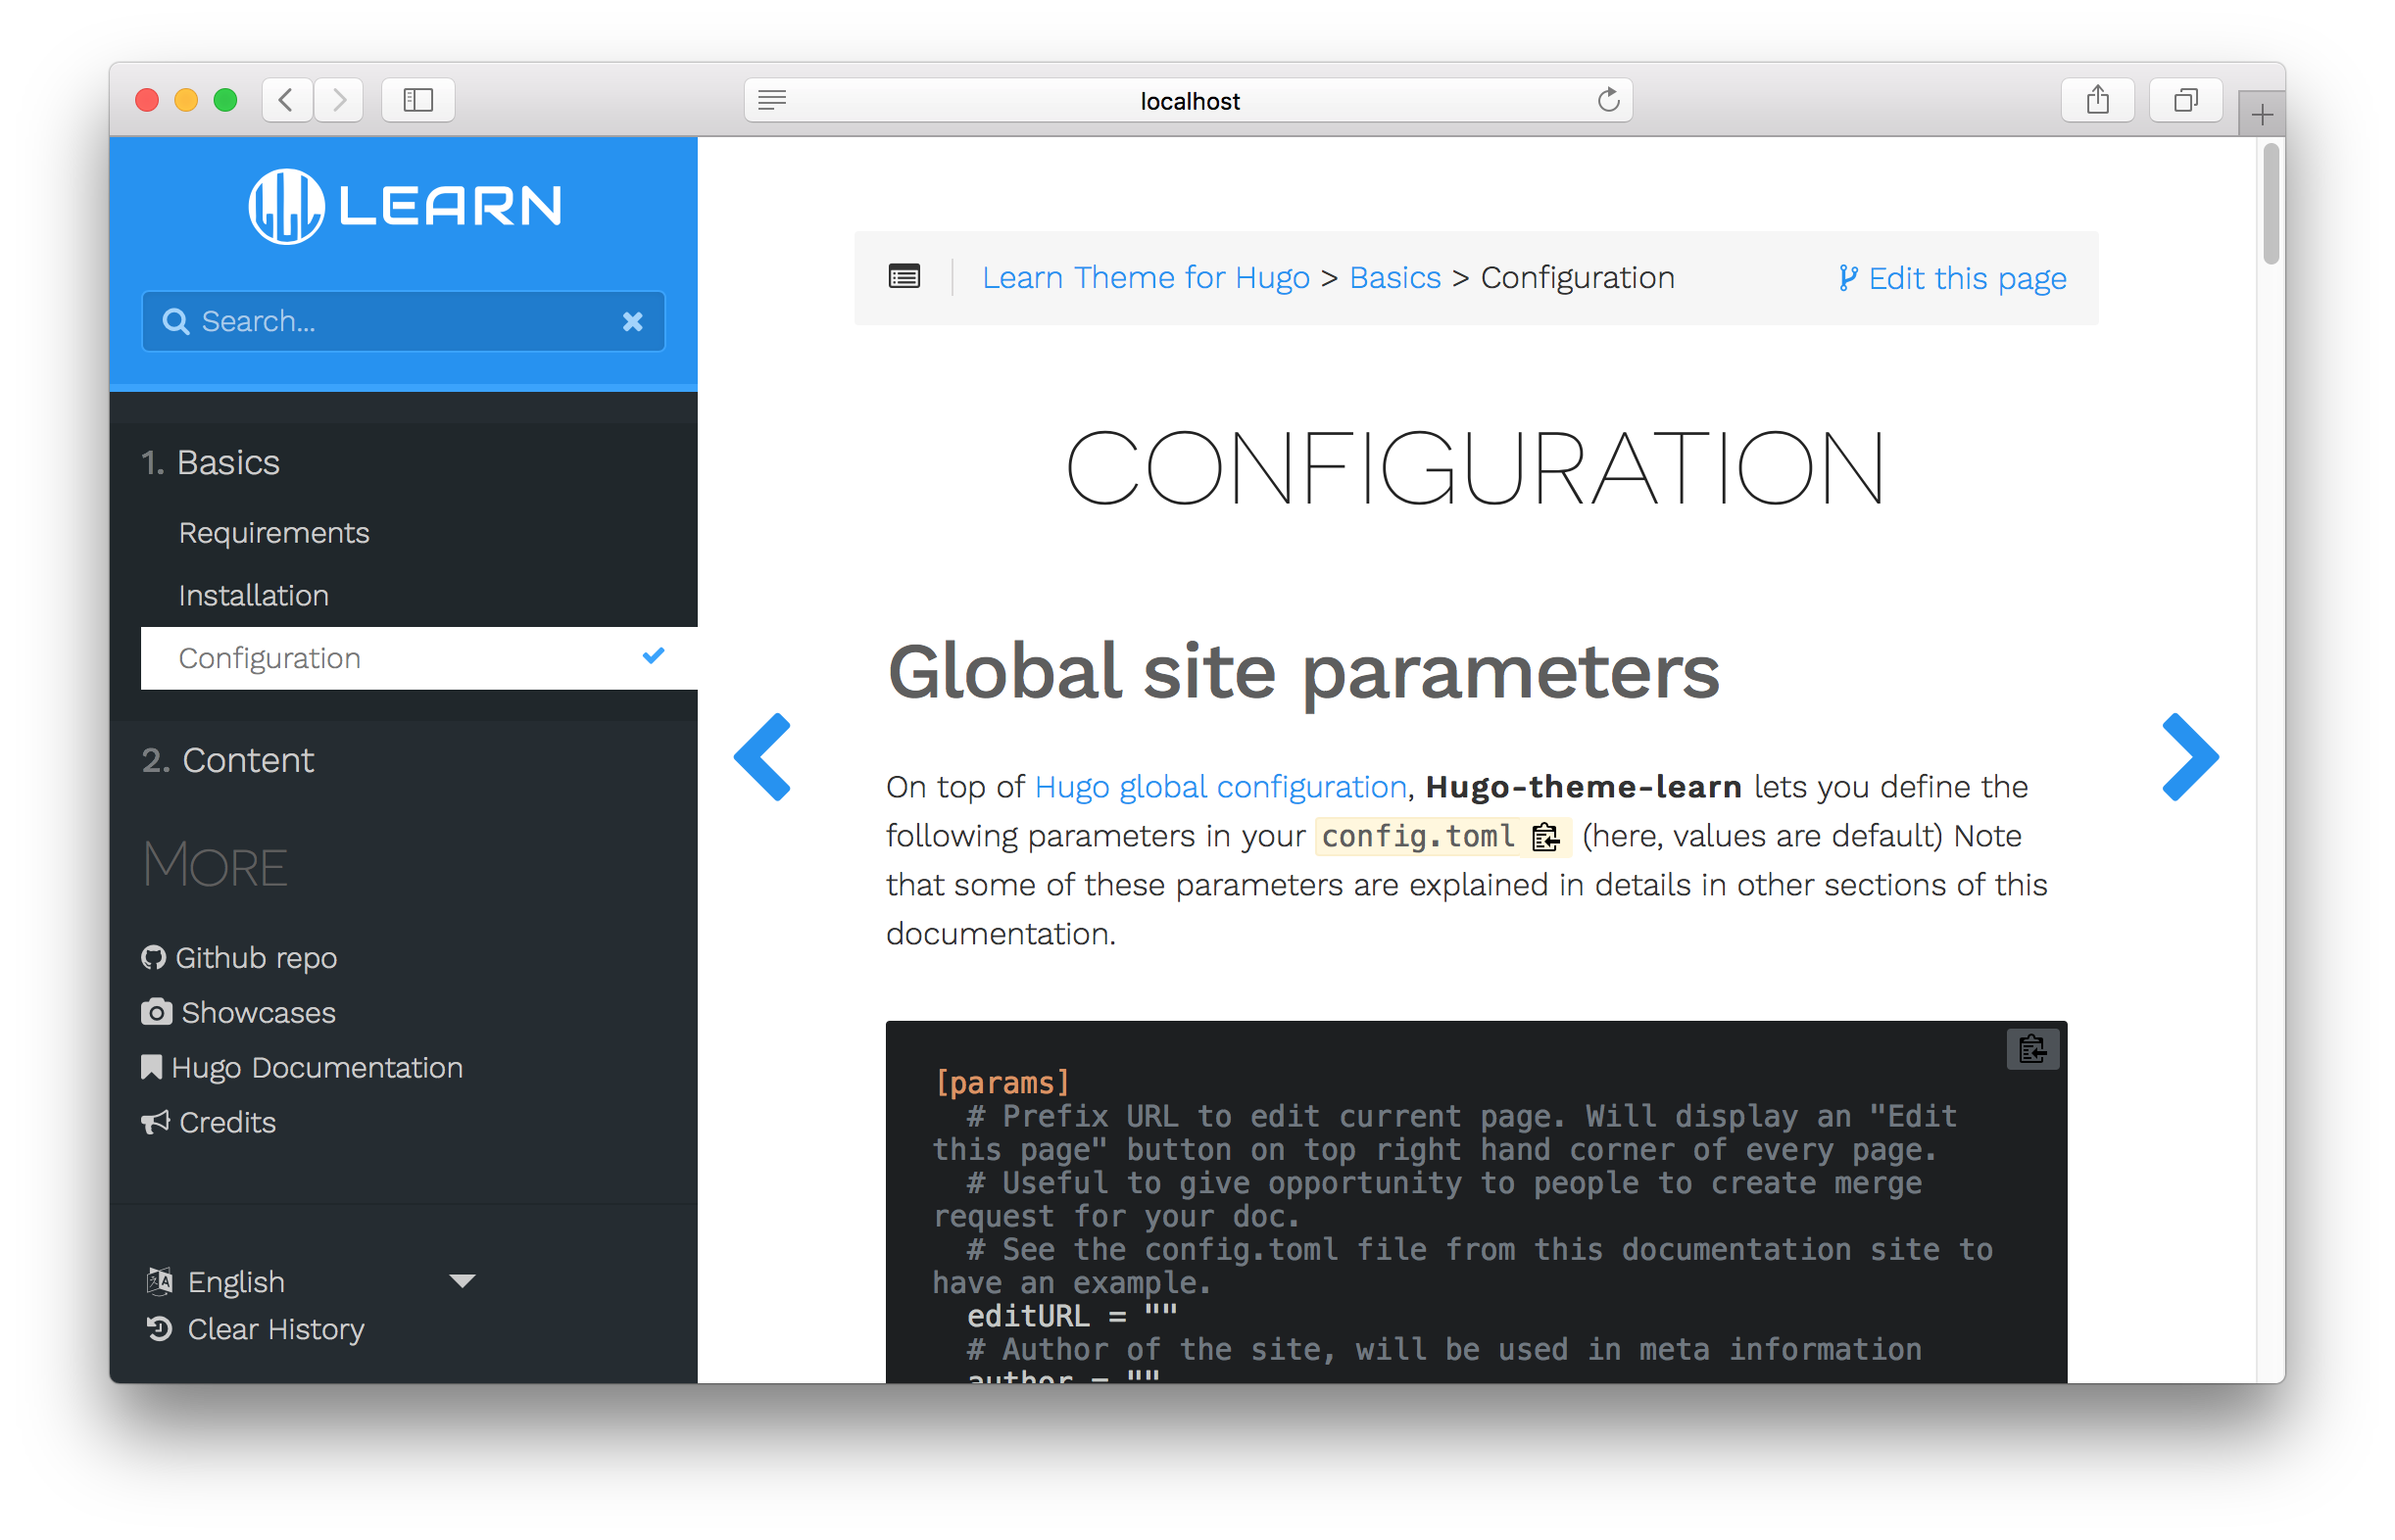 localhost
LEARN
Search...
1. Basics
Requirements
Installation
Configuration
2. Content
MORE
Github repo
Showcases
Hugo Documentation
Credits
English
Clear History
Learn Theme for Hugo > Basics > Configuration
Edit this page
CONFIGURATION
Global site parameters
On top of Hugo global configuration, Hugo-theme-learn lets you define the
following parameters in your config.toml (here, values are default) Note
that some of these parameters are explained in details in other sections of this
documentation.
[params]
# Prefix URL to edit current page. Will display an "Edit
this page" button on top right hand corner of every page.
# Useful to give opportunity to people to create merge
request for your doc.
# See the config.toml file from this documentation site to
have an example.
editURL = ""
# Author of the site, will be used in meta information
author = ""